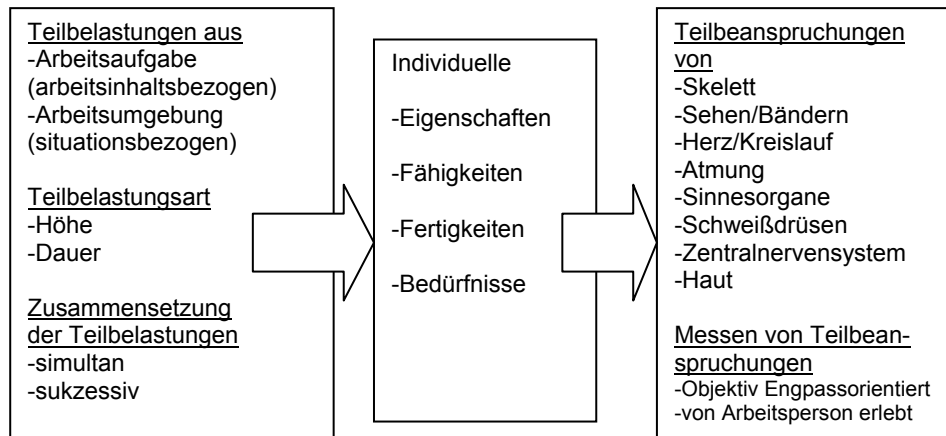 Teilbelastungen aus
-Arbeitsaufgabe
(arbeitsinhaltsbezogen)
-Arbeitsumgebung
(situationsbezogen)
Teilbelastungsart
-Höhe
-Dauer
Zusammensetzung
der Teilbelastungen
-simultan
-sukzessiv
Individuelle
-Eigenschaften
-Fähigkeiten
-Fertigkeiten
-Bedürfnisse
Teilbeanspruchungen
von
-Skelett
-Sehen/Bändern
-Herz/Kreislauf
-Atmung
-Sinnesorgane
-Schweißdrüsen
-Zentralnervensystem
-Haut
Messen von Teilbean-
spruchungen
-Objektiv Engpassorientiert
-von Arbeitsperson erlebt